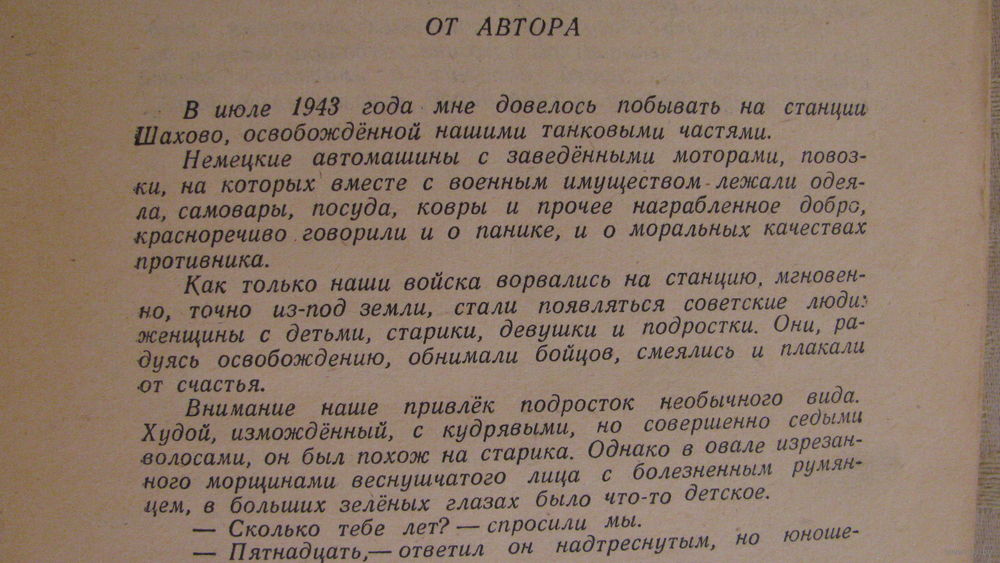 ОТ АВТОРА
В июле 1943 года мне довелось побывать на станции
Шахово, освобождённой нашими танковыми частями.
Немецкие автомашины с заведёнными моторами, повоз-
ки, на которых вместе с военным имуществом лежали одея-
ла, самовары, посуда, ковры и прочее награбленное добро,
красноречиво говорили и о панике, и о моральных качествах
противника.
Как только наши войска ворвались на станцию, мгновен-
но, точно из-под земли, стали появляться советские люди:
женщины с детьми, старики, девушки и подростки. Они, ра-
дуясь освобождению, обнимали бойцов, смеялись и плакали
от счастья.
Внимание наше привлёк подросток необычного вида.
Худой, измождённый, с кудрявыми, но совершенно седыми
волосами, он был похож на старика. Однако в овале изрезан-
ного морщинами веснушчатого лица с болезненным румян-
цем, в больших зелёных глазах было что-то детское.
— Сколько тебе лет? — спросили мы.
— Пятнадцать,— ответил он надтреснутым, но юноше-